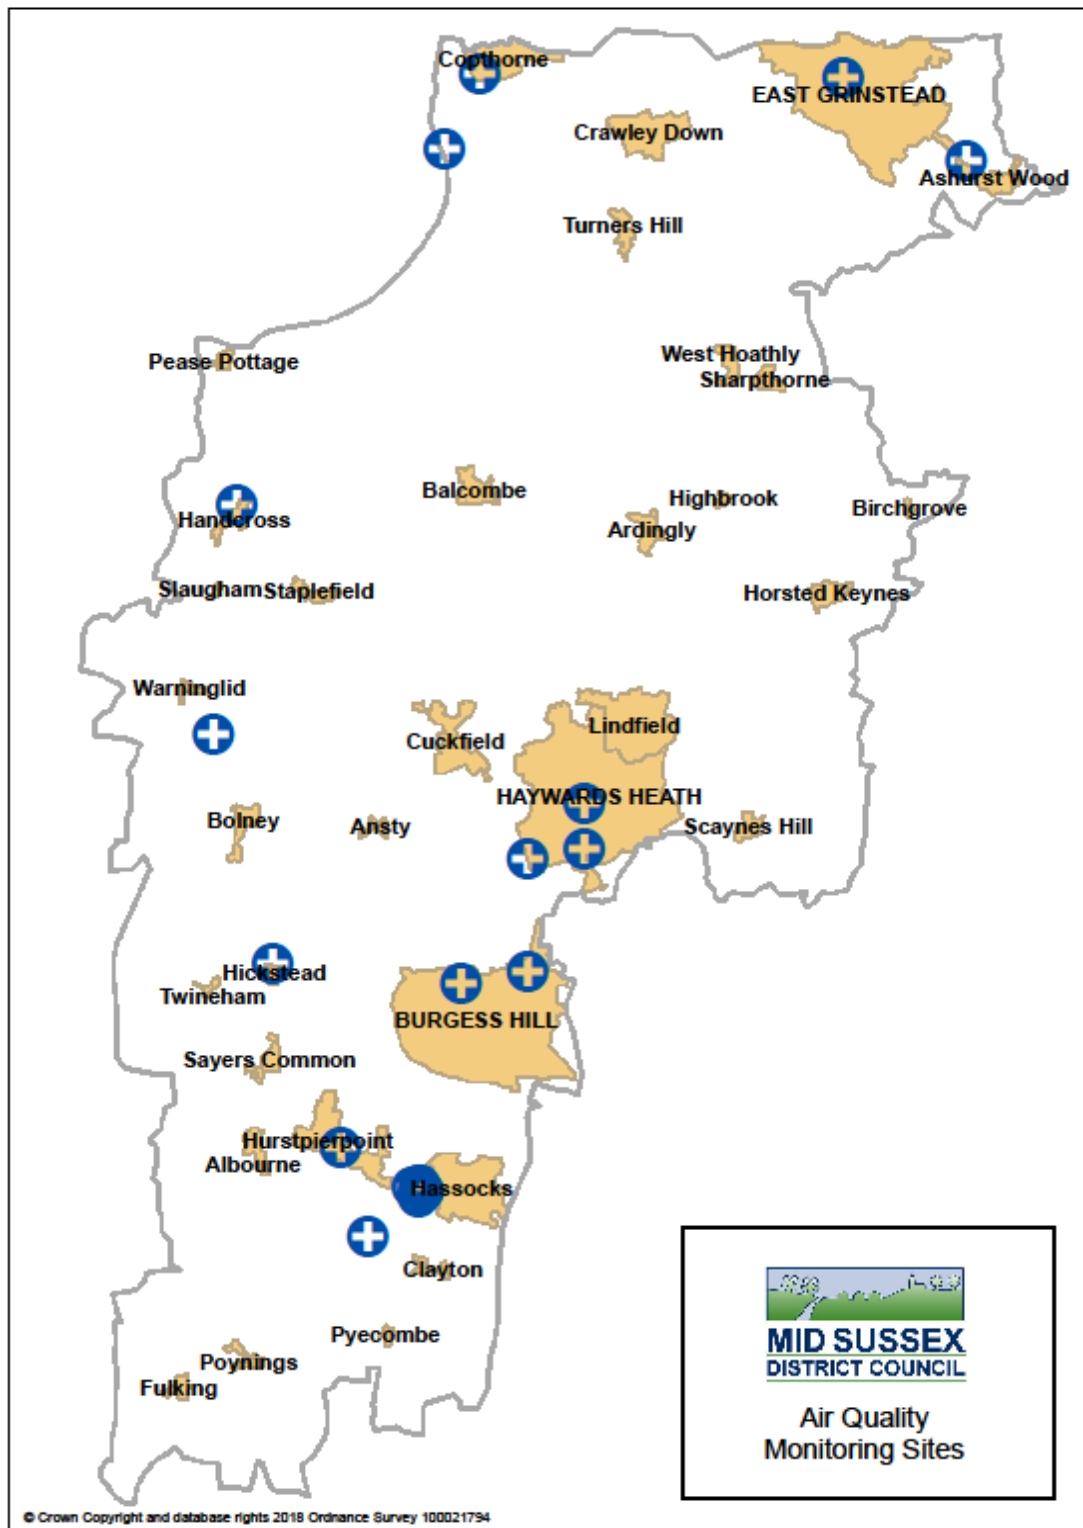 Copthorne
EAST GRINSTEAD
Crawley Down
Ashurst Wood
Turners Hill
West Hoathly
Pease Pottage
Sharpthorne
Balcombe
Highbrook
Birchgrove
Handcross
Ardingly
Slaugham
Staplefield
Horsted Keynes
Warninglid
Lindfield
Cuckfield
HAYWARDS HEATH
Bolney
Ansty
Scaynes Hill
Hickstead
Twineham
BURGESS HILL
Sayers Common
Hurstpierpoint
Albourne
Hassocks
Clayton
Pyecombe
Poynings
Fulking
MID SUSSEX
DISTRICT COUNCIL
Air Quality
Monitoring Sites
© Crown Copyright and database rights 2018 Ordnance Survey 100021794